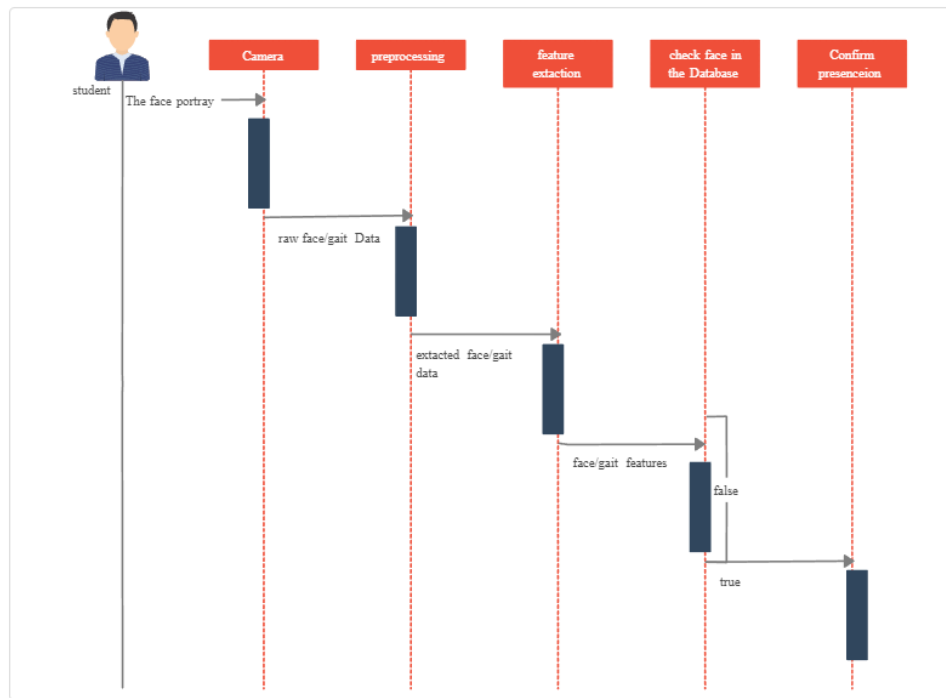 Camera
preprocessing
feature
extaction
check face in
the Database
Confirm
presenceion
student
The face portray
raw face/gait Data
extacted face/gait
data
face/gait features
false
true